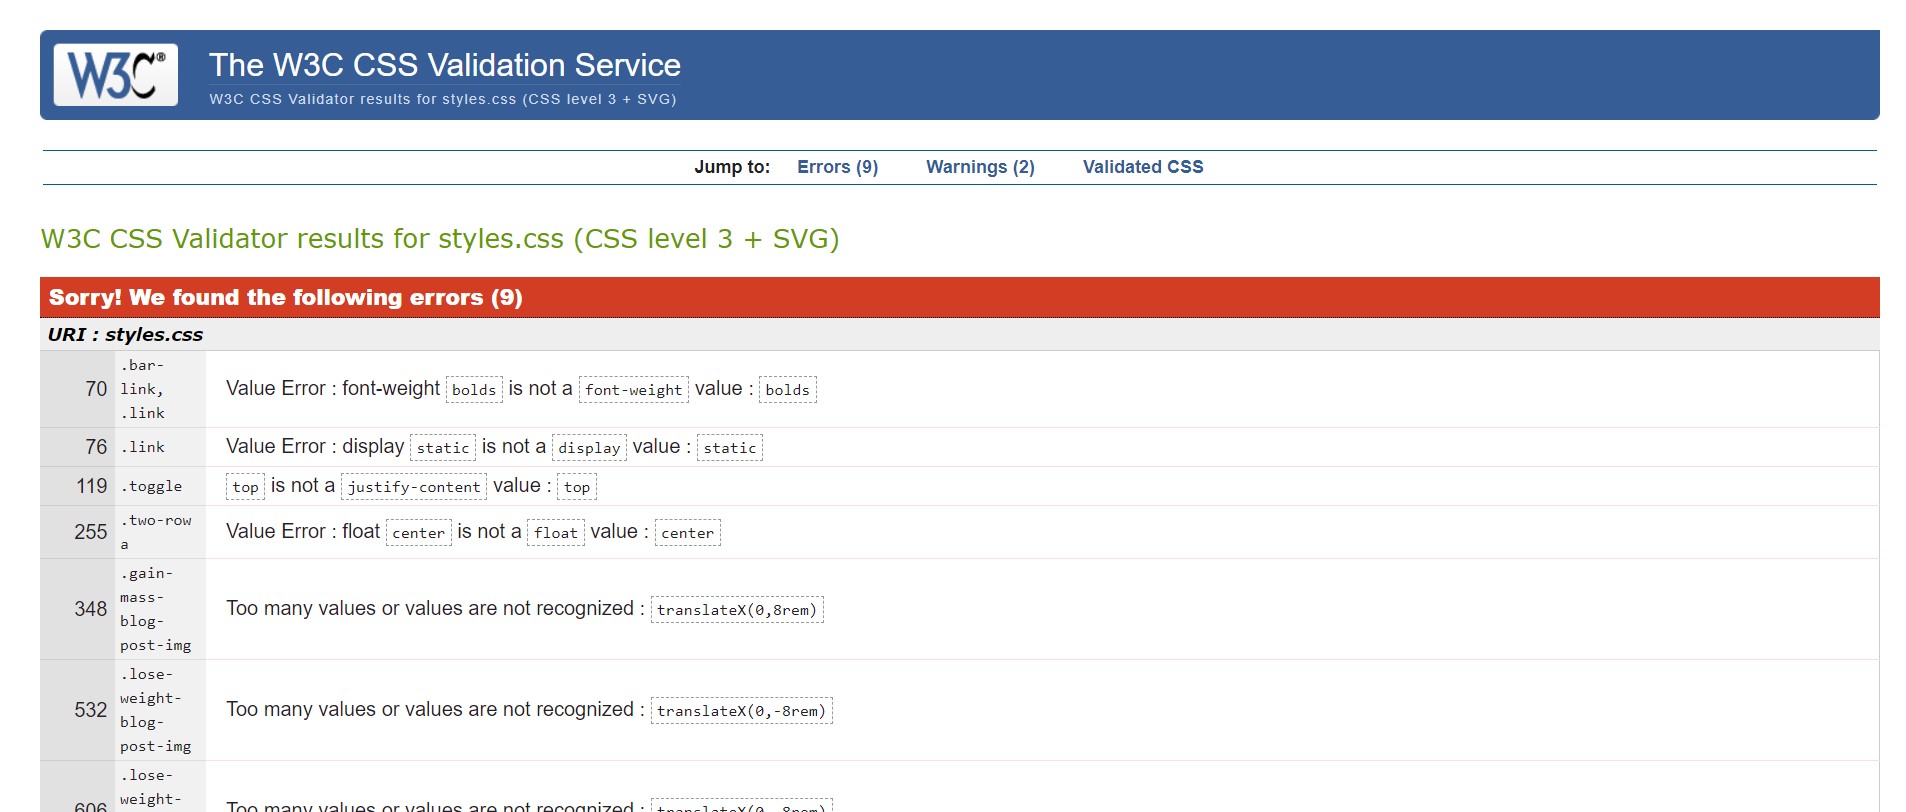 W3C®
The W3C CSS Validation Service
W3C CSS Validator results for styles.css (CSS level 3 + SVG)
Jump to: Errors (9) Warnings (2) Validated CSS
W3C CSS Validator results for styles.css (CSS level 3 + SVG)
Sorry! We found the following errors (9)
URI : styles.css
70 .bar-
link,
.link
Value Error : font-weight bolds is not a font-weight value : bolds
76 .link Value Error : display static is not a display value : static
119 .toggle top is not a justify-content value : top
255 .two-row
a
Value Error : float center is not a float value : center
348 .gain-
mass-
blog-
post-img
Too many values or values are not recognized : translateX(0,8rem)
532 .lose-
weight-
blog-
post-img
Too many values or values are not recognized : translateX(0,-8rem)
606 .lose-
weight-
Too many values or values are not recognized : translateX(0,-8rem)